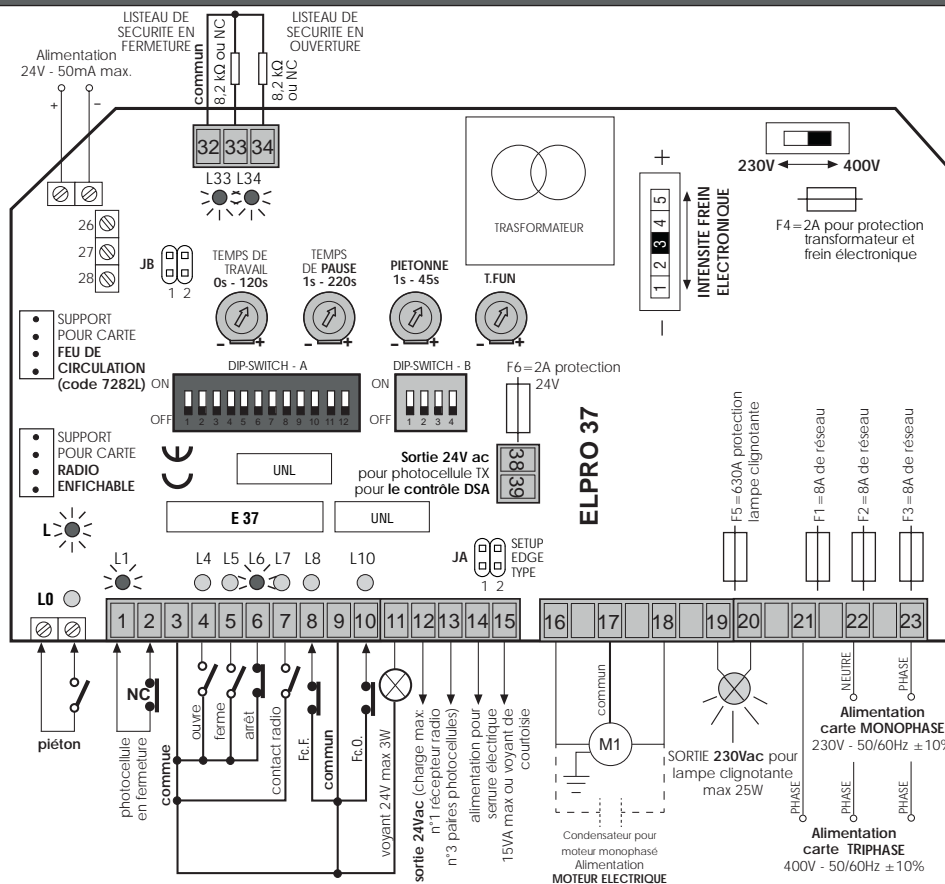 LISTEAU DE
SECURITE EN
FERMETURE
LISTEAU DE
SECURITE EN
OUVERTURE
Alimentation
24V - 50mA max.
+
–
commun
8,2 kΩ ou NC
8,2 kΩ
ou NC
32 33 34
L33 L34
26
27
28
JB
1 2
TRASFORMATEUR
+
1 2 3 4 5
–
INTENSITE FREIN
ELECTRONIQUE
230V
400V
F4=2A pour protection
transformateur et
frein électronique
TEMPS DE
TRAVAIL
0s - 120s
TEMPS
DE PAUSE
1s - 220s
PIETONNE
1s - 45s
T.FUN
- +
- +
- +
- +
SUPPORT
POUR CARTE
FEU DE
CIRCULATION
(code 7282L)
DIP-SWITCH - A
ON
OFF
1 2 3 4 5 6 7 8 9 10 11 12
DIP-SWITCH - B
ON
OFF
1 2 3 4
F6=2A protection
24V
SUPPORT
POUR CARTE
RADIO
ENFICHABLE
CE
UNL
Sortie 24V ac
pour photocellule TX
pour le contrôle DSA
38
39
ELPRO 37
E 37
UNL
F5=630A protection
lampe clignotante
F1=8A de réseau
F2=8A de réseau
F3=8A de réseau
L
L1
L4 L5 L6 L7 L8 L10
JA
1 2
SETUP
EDGE
TYPE
L0
1 2 3 4 5 6 7 8 9 10 11 12 13 14 15
16 17 18 19 20 21 22 23
piéton
NC
photocellule
en fermeture
commue
ouvre
ferme
arrêt
contact radio
Fc.F.
commun
Fc.O.
voyant 24V max 3W
sortie 24Vac (charge max:
n°1 récepteur radio
n°3 paires photocellules)
alimentation pour
serrure électrique
15VA max ou voyant de
courtoisie
commun
M1
Condensateur pour
moteur monophasé
Alimentation
MOTEUR ELECTRIQUE
SORTIE 230Vac pour
lampe clignotante
max 25W
NEUTRE
PHASE
Alimentation
carte MONOPHASE
230V - 50/60Hz ±10%
PHASE
PHASE
PHASE
Alimentation
carte TRIPHASE
400V - 50/60Hz ±10%